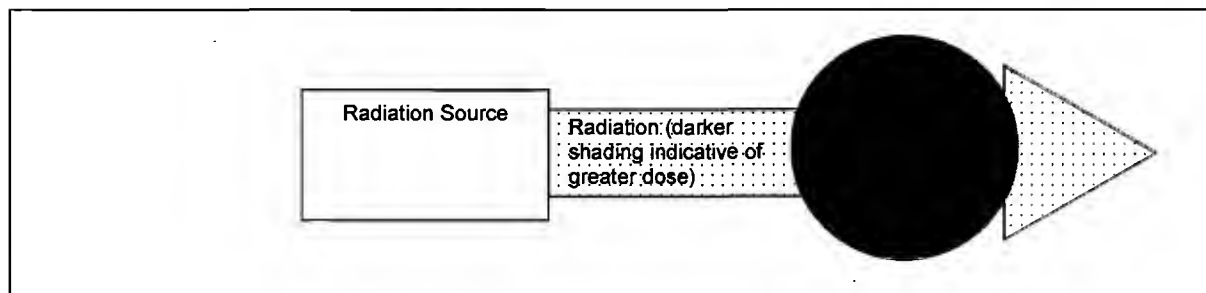 Radiation Source
Radiation (darker
shading indicative of
greater dose)